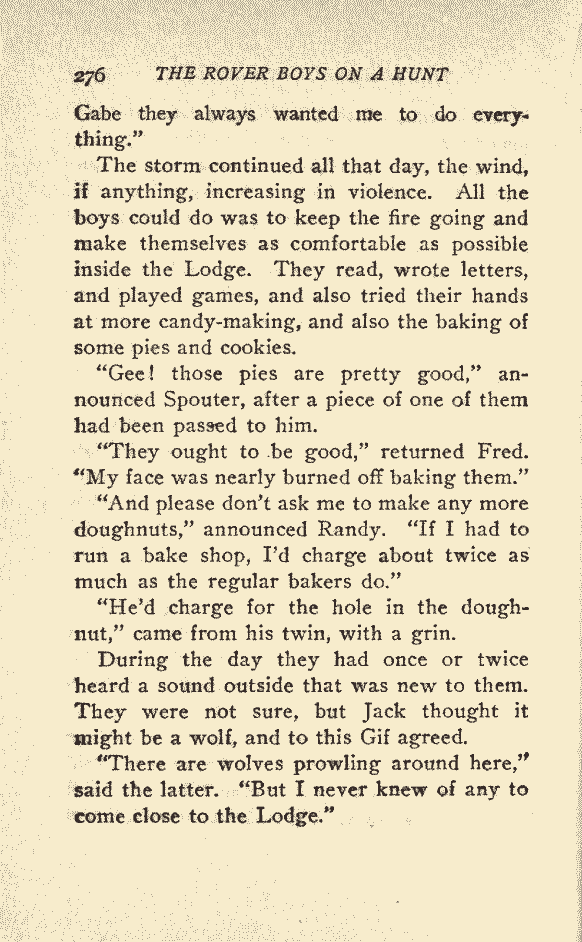 276 THE ROVER BOYS ON A HUNT
Gabe they always wanted me to do every-
thing."
The storm continued all that day, the wind,
if anything, increasing in violence. All the
boys could do was to keep the fire going and
make themselves as comfortable as possible
inside the Lodge. They read, wrote letters,
and played games, and also tried their hands
at more candy-making, and also the baking of
some pies and cookies.
"Gee! those pies are pretty good," an-
nounced Spouter, after a piece of one of them
had been passed to him.
"They ought to be good," returned Fred.
"My face was nearly burned off baking them."
"And please don't ask me to make any more
doughnuts," announced Randy. "If I had to
run a bake shop, I'd charge about twice as
much as the regular bakers do."
"He'd charge for the hole in the dough-
nut," came from his twin, with a grin.
During the day they had once or twice
heard a sound outside that was new to them.
They were not sure, but Jack thought it
might be a wolf, and to this Gif agreed.
"There are wolves prowling around here,"
said the latter. "But I never knew of any to
come close to the Lodge."